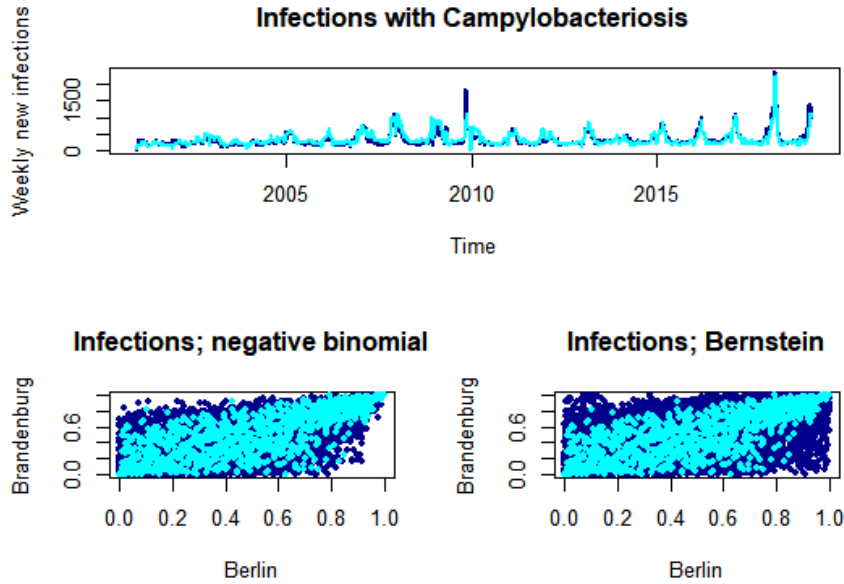 Infections with Campylobacteriosis
Weekly new infections
1500
0
2005 2010 2015
Time
Infections; negative binomial
Brandenburg
0.6
0.0
0.0 0.2 0.4 0.6 0.8 1.0
Berlin
Infections; Bernstein
Brandenburg
0.6
0.0
0.0 0.2 0.4 0.6 0.8 1.0
Berlin